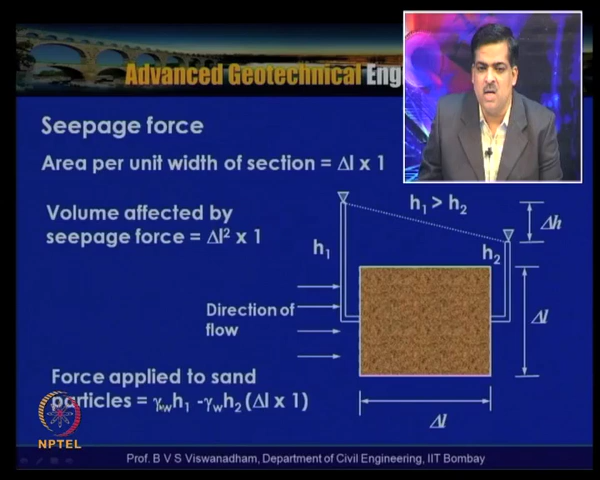 Advanced Geotechnical Eng
Seepage force
Area per unit width of section = Δl x 1
Volume affected by
seepage force = Δl² x 1
h₁ > h₂
Δh
h₁
h₂
Direction of
flow
Δl
Force applied to sand
particles = γwh₁ -γwh₂ (Δl x 1)
Δl
NPTEL
Prof. B V S Viswanadham, Department of Civil Engineering, IIT Bombay